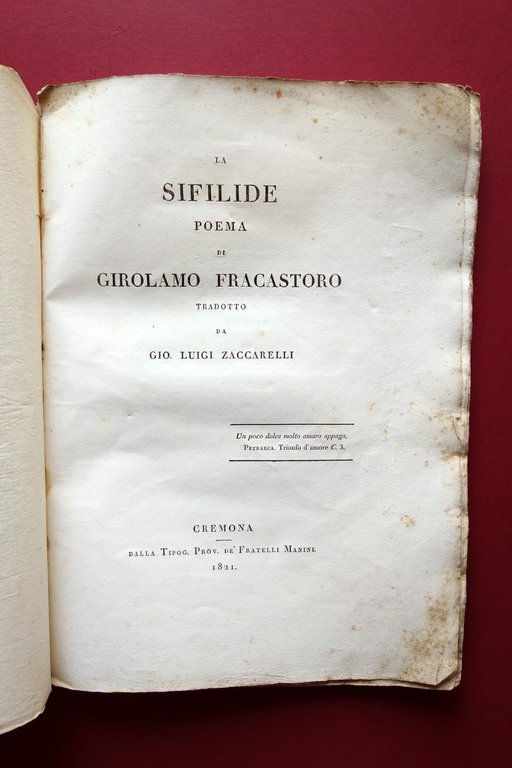 LA
SIFILIDE
POEMA
DI
GIROLAMO FRACASTORO
TRADOTTO
DA
GIO. LUIGI ZACCARELLI
Un poco dolce molto amaro appaga,
Petrarca. Trionfo d'amore C. 3.
CREMONA
dalla Tipog. Prov. de' Fratelli Manini.
1821.